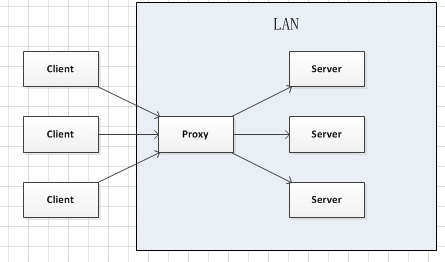 LAN
Client
Server
Client
Proxy
Server
Client
Server